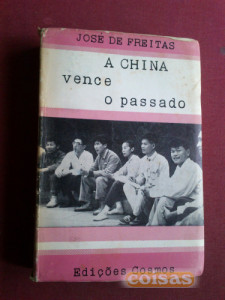 JOSÉ DE FREITAS
A CHINA
vence
o passado
Edições Cosmos
coisas